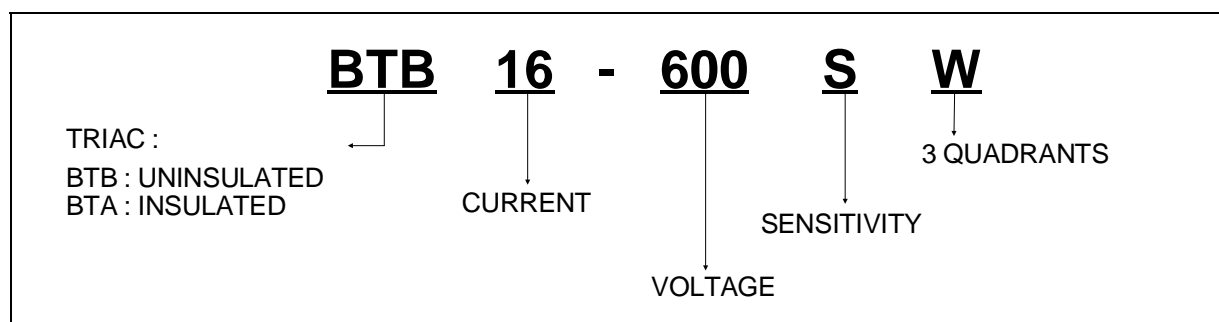 BTB 16 - 600 S W
TRIAC :
BTB : UNINSULATED
BTA : INSULATED
CURRENT
VOLTAGE
SENSITIVITY
3 QUADRANTS